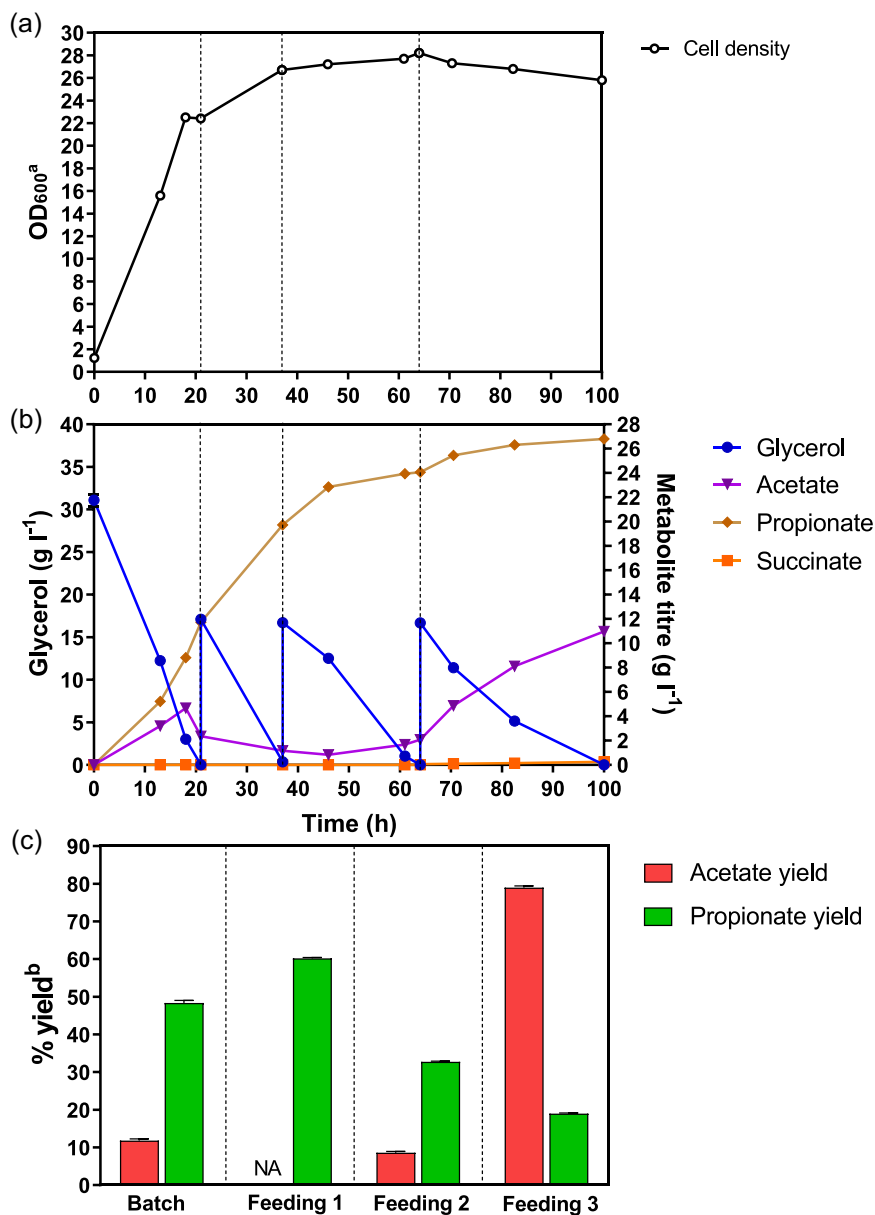 (a)
30
28
26
24
22
20
18
16
14
12
10
8
6
4
2
0
OD600ᵃ
0 10 20 30 40 50 60 70 80 90 100
Cell density
(b)
40
35
30
25
20
15
10
5
0
Glycerol (g l⁻¹)
28
26
24
22
20
18
16
14
12
10
8
6
4
2
0
Metabolite titre (g l⁻¹)
0 10 20 30 40 50 60 70 80 90 100
Time (h)
Glycerol
Acetate
Propionate
Succinate
(c)
90
80
70
60
50
40
30
20
10
0
% yieldᵇ
NA
Batch Feeding 1 Feeding 2 Feeding 3
Acetate yield
Propionate yield